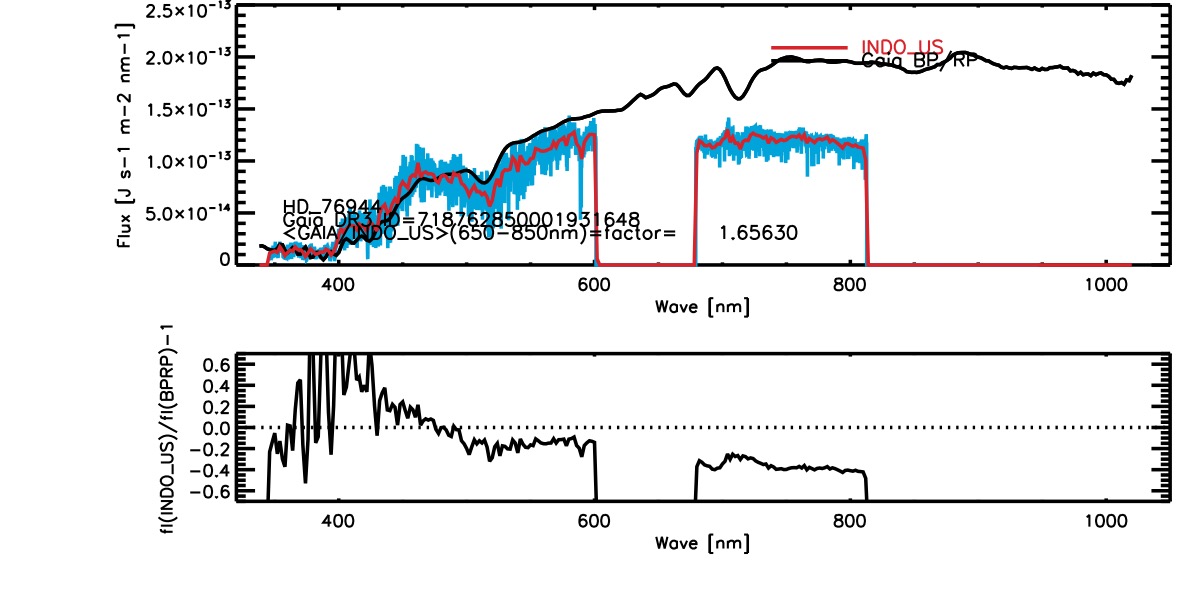 2.5×10−13
2.0×10−13
1.5×10−13
1.0×10−13
5.0×10−14
0
Flux [J s−1 m−2 nm−1]
INDO_US
Gaia BP/RP
HD_76944
Gaia DR3 ID=7187628500001931648
<GAIA/INDO_US>(650−850nm)=factor= 1.65630
400 600 800 1000
Wave [nm]
fl(INDO_US)/fl(BPRP)−1
0.6
0.4
0.2
0.0
−0.2
−0.4
−0.6
400 600 800 1000
Wave [nm]